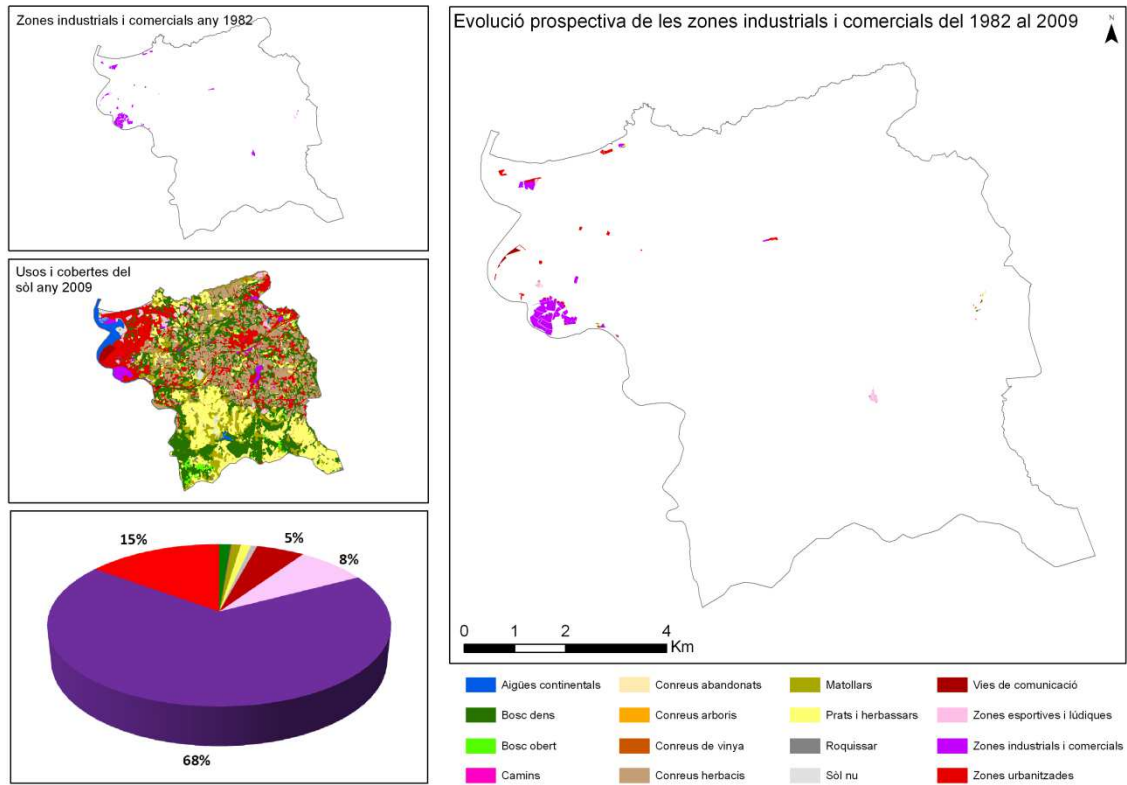 Zones industrials i comercials any 1982
Usos i cobertes del
sòl any 2009
15%
5%
8%
68%
Evolució prospectiva de les zones industrials i comercials del 1982 al 2009
N
0 1 2 4
Km
Aigües continentals
Bosc dens
Bosc obert
Camins
Conreus abandonats
Conreus arboris
Conreus de vinya
Conreus herbacis
Matollars
Prats i herbassars
Roquissar
Sòl nu
Vies de comunicació
Zones esportives i lúdiques
Zones industrials i comercials
Zones urbanitzades